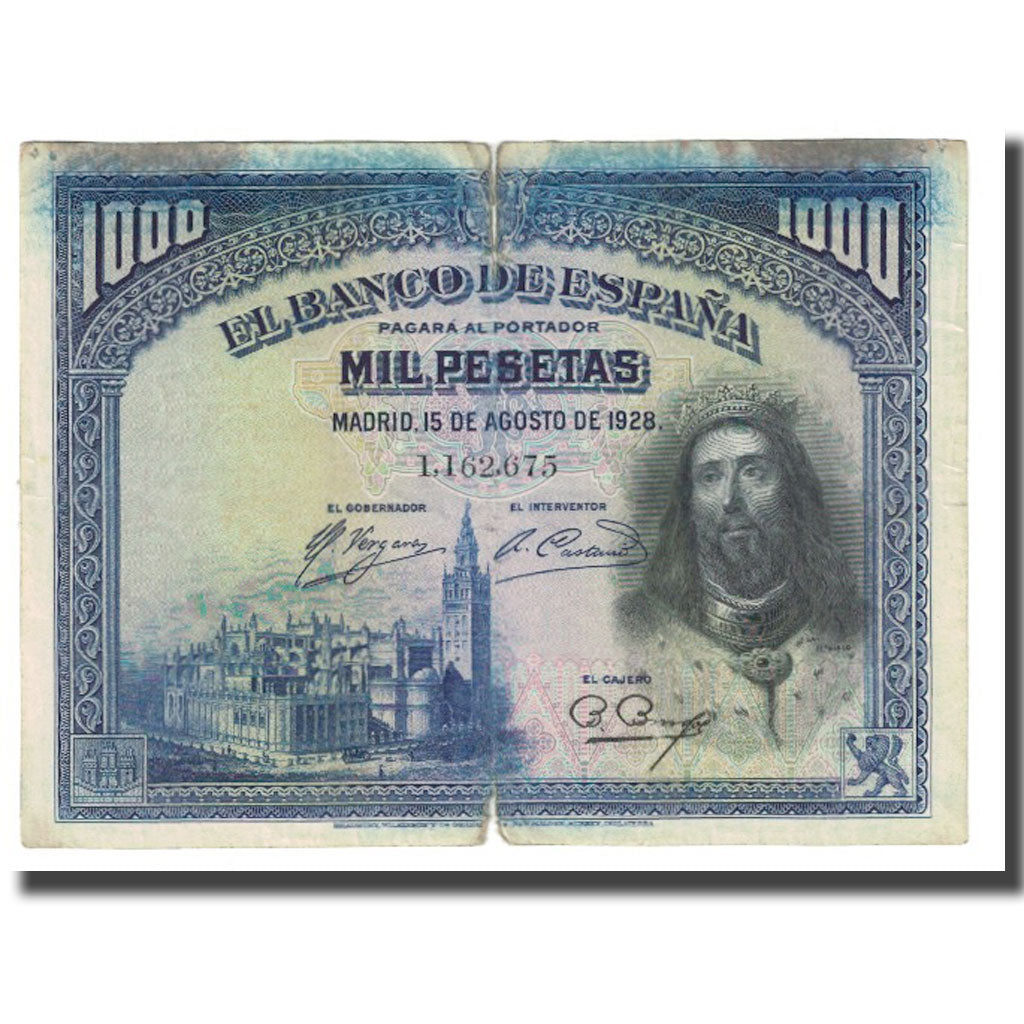 1000 1000
EL BANCO DE ESPAÑA
PAGARÁ AL PORTADOR
MIL PESETAS
MADRID, 15 DE AGOSTO DE 1928.
1,162,675
EL GOBERNADOR EL INTERVENTOR
EL CAJERO